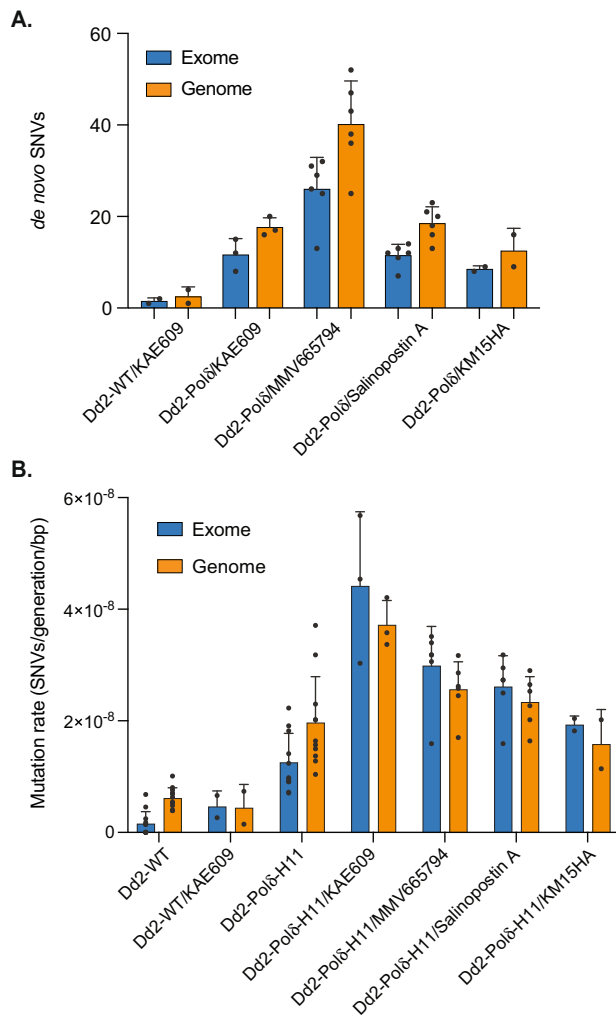 A.
60
40
20
0
de novo SNVs
Exome
Genome
Dd2-WT/KAE609
Dd2-Polδ/KAE609
Dd2-Polδ/MMV665794
Dd2-Polδ/Salinopostin A
Dd2-Polδ/KM15HA
B.
6×10-8
4×10-8
2×10-8
0
Mutation rate (SNVs/generation/bp)
Exome
Genome
Dd2-WT
Dd2-WT/KAE609
Dd2-Polδ-H11
Dd2-Polδ-H11/KAE609
Dd2-Polδ-H11/MMV665794
Dd2-Polδ-H11/Salinopostin A
Dd2-Polδ-H11/KM15HA